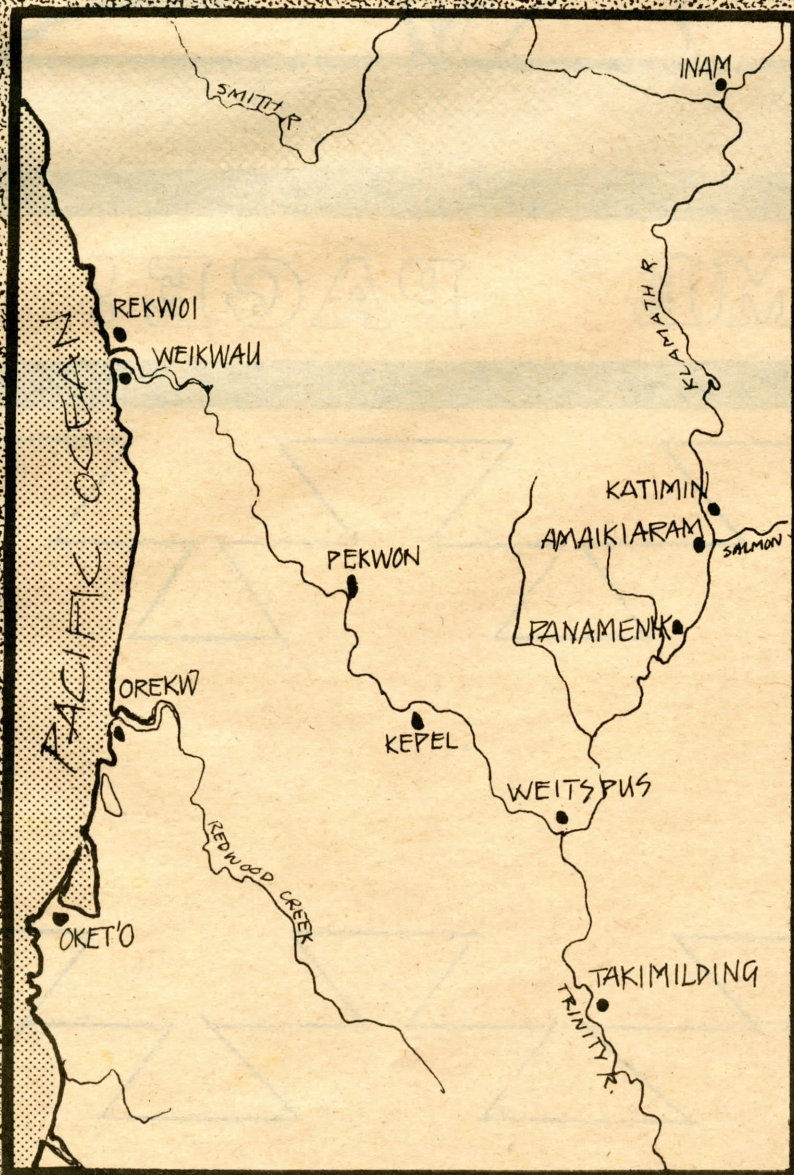 INAM
SMITH R.
KLAMATH R
REKWOI
WEIKWAU
PACIFIC OCEAN
KATIMIN
AMAIKIARAM
SALMON
PEKWON
PANAMENIK
OREKW
KEPEL
WEITSPUS
REDWOOD CREEK
OKET'O
TAKIMILDING
TRINITY R.